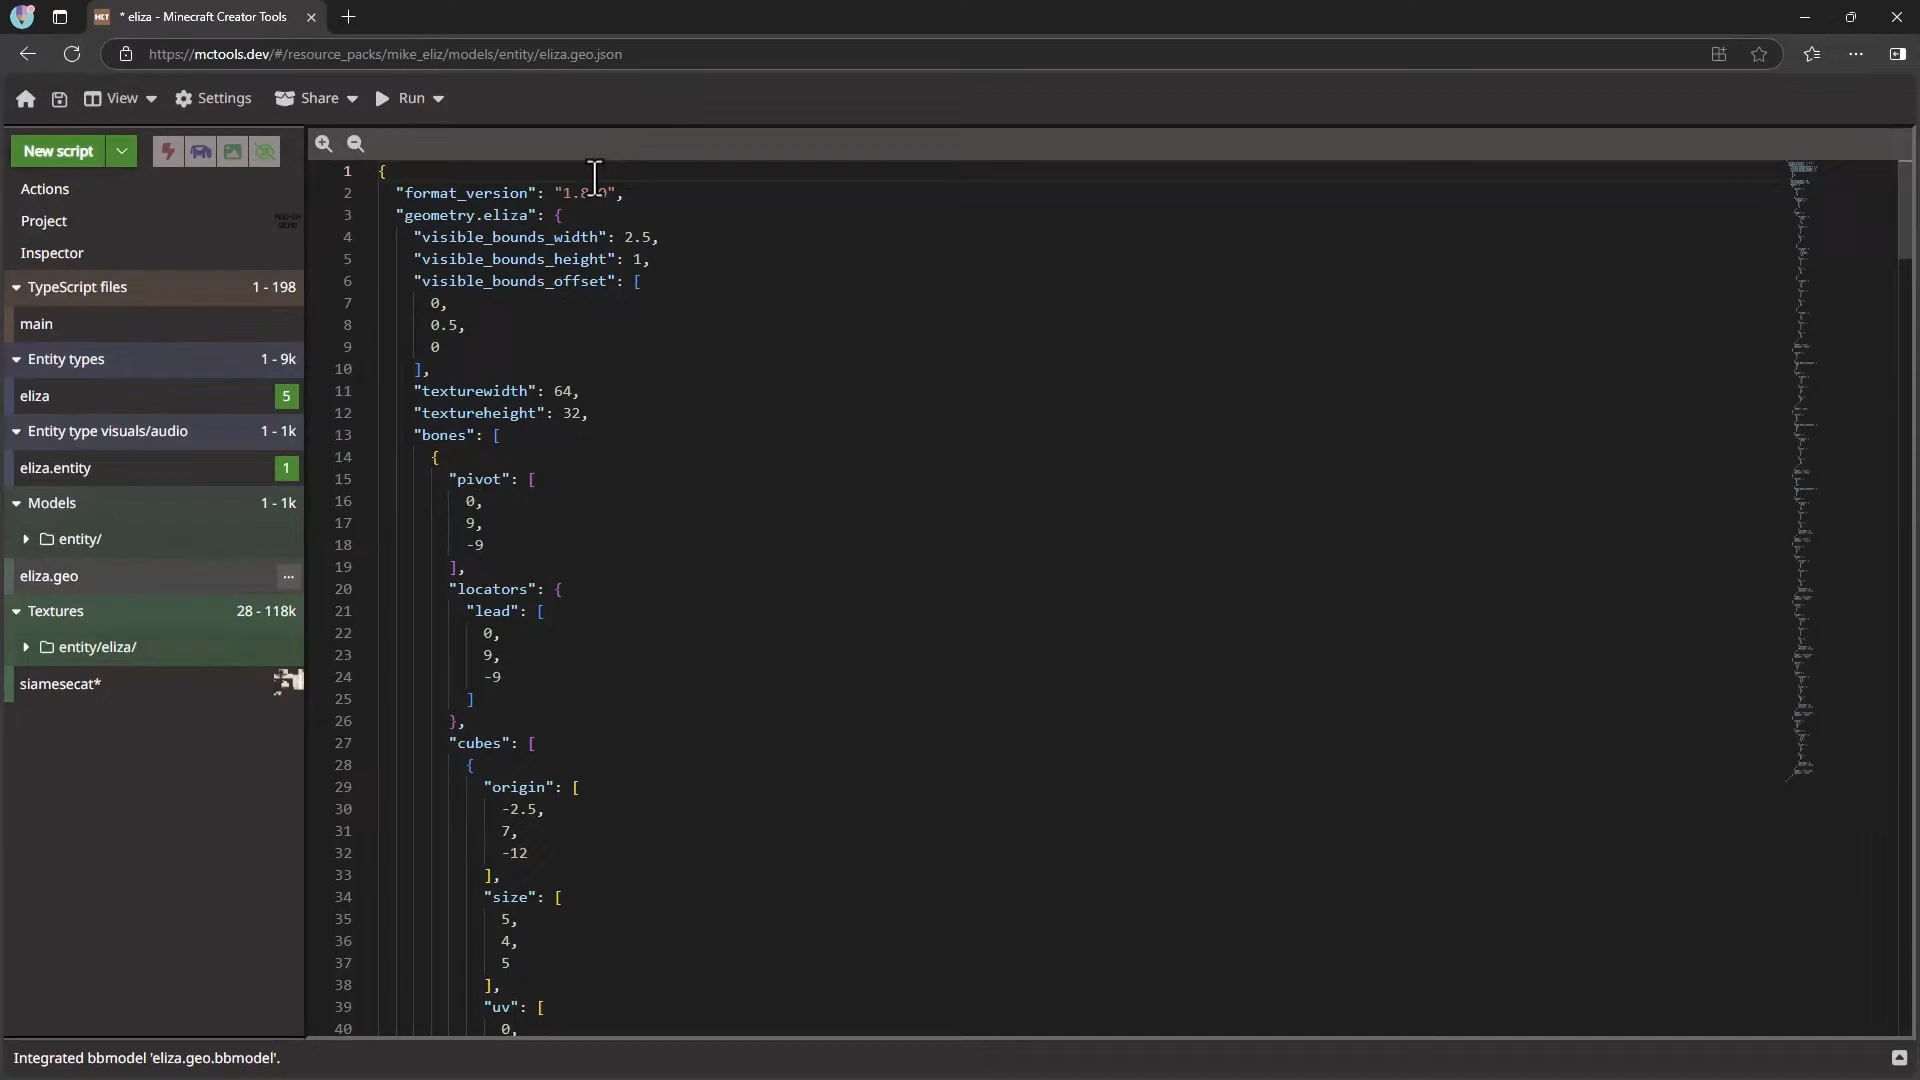 * eliza - Minecraft Creator Tools
https://mctools.dev/#/resource_packs/mike_eliz/models/entity/eliza.geo.json
View
Settings
Share
Run
New script
Actions
Project
Inspector
TypeScript files 1 - 198
main
Entity types 1 - 9k
eliza 5
Entity type visuals/audio 1 - 1k
eliza.entity 1
Models 1 - 1k
entity/
eliza.geo ...
Textures 28 - 118k
entity/eliza/
siamesecat*
1 {
2 "format_version":
3 "geometry.eliza": {
4 "visible_bounds_width": 2.5,
5 "visible_bounds_height": 1,
6 "visible_bounds_offset": [
7 0,
8 0.5,
9 0
10 ],
11 "texturewidth": 64,
12 "textureheight": 32,
13 "bones": [
14 {
15 "pivot": [
16 0,
17 9,
18 -9
19 ],
20 "locators": {
21 "lead": [
22 0,
23 9,
24 -9
25 ]
26 },
27 "cubes": [
28 {
29 "origin": [
30 -2.5,
31 7,
32 -12
33 ],
34 "size": [
35 5,
36 4,
37 5
38 ],
39 "uv": [
40 0,
Integrated bbmodel 'eliza.geo.bbmodel'.